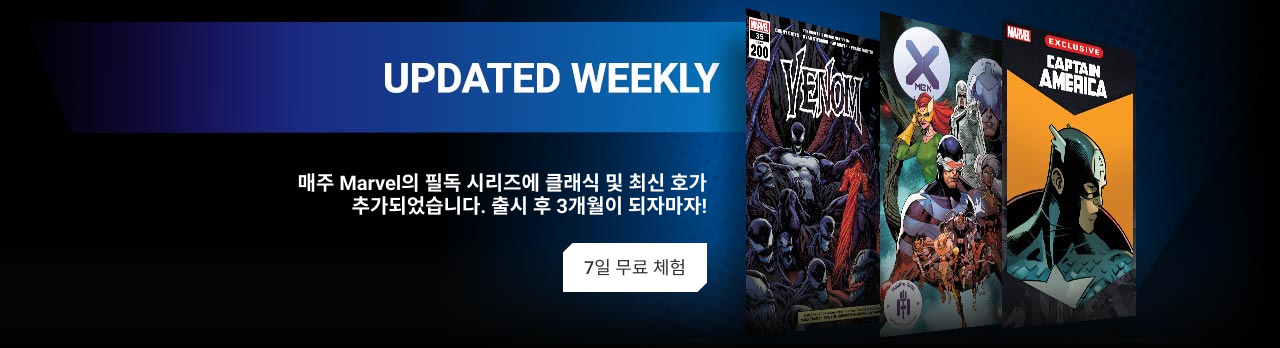 UPDATED WEEKLY
매주 Marvel의 필독 시리즈에 클래식 및 최신 호가
추가되었습니다. 출시 후 3개월이 되자마자!
7일 무료 체험
MARVEL
35
200
VENOM
X
MEN
MARVEL
EXCLUSIVE
CAPTAIN
AMERICA